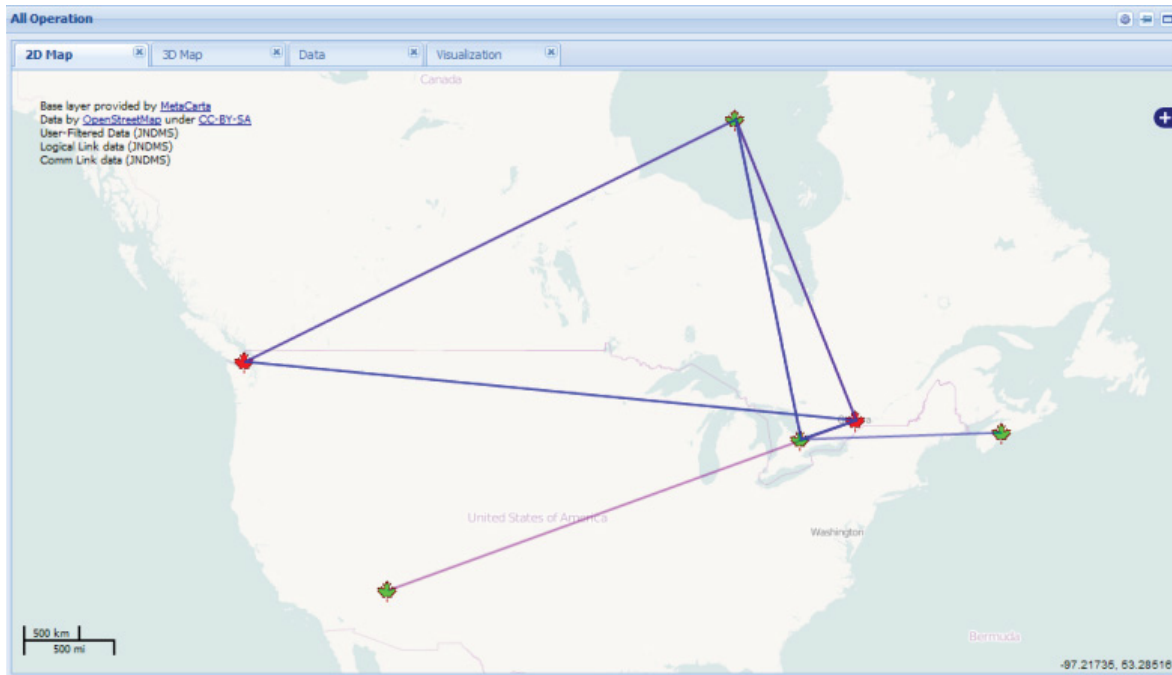 All Operation
2D Map
3D Map
Data
Visualization
Canada
Base layer provided by MetaCarta
Data by OpenStreetMap under CC-BY-SA
User-Filtered Data (JNDMS)
Logical Link data (JNDMS)
Comm Link data (JNDMS)
United States of America
Washington
500 km
500 mi
Bermuda
-97.21735, 53.28516